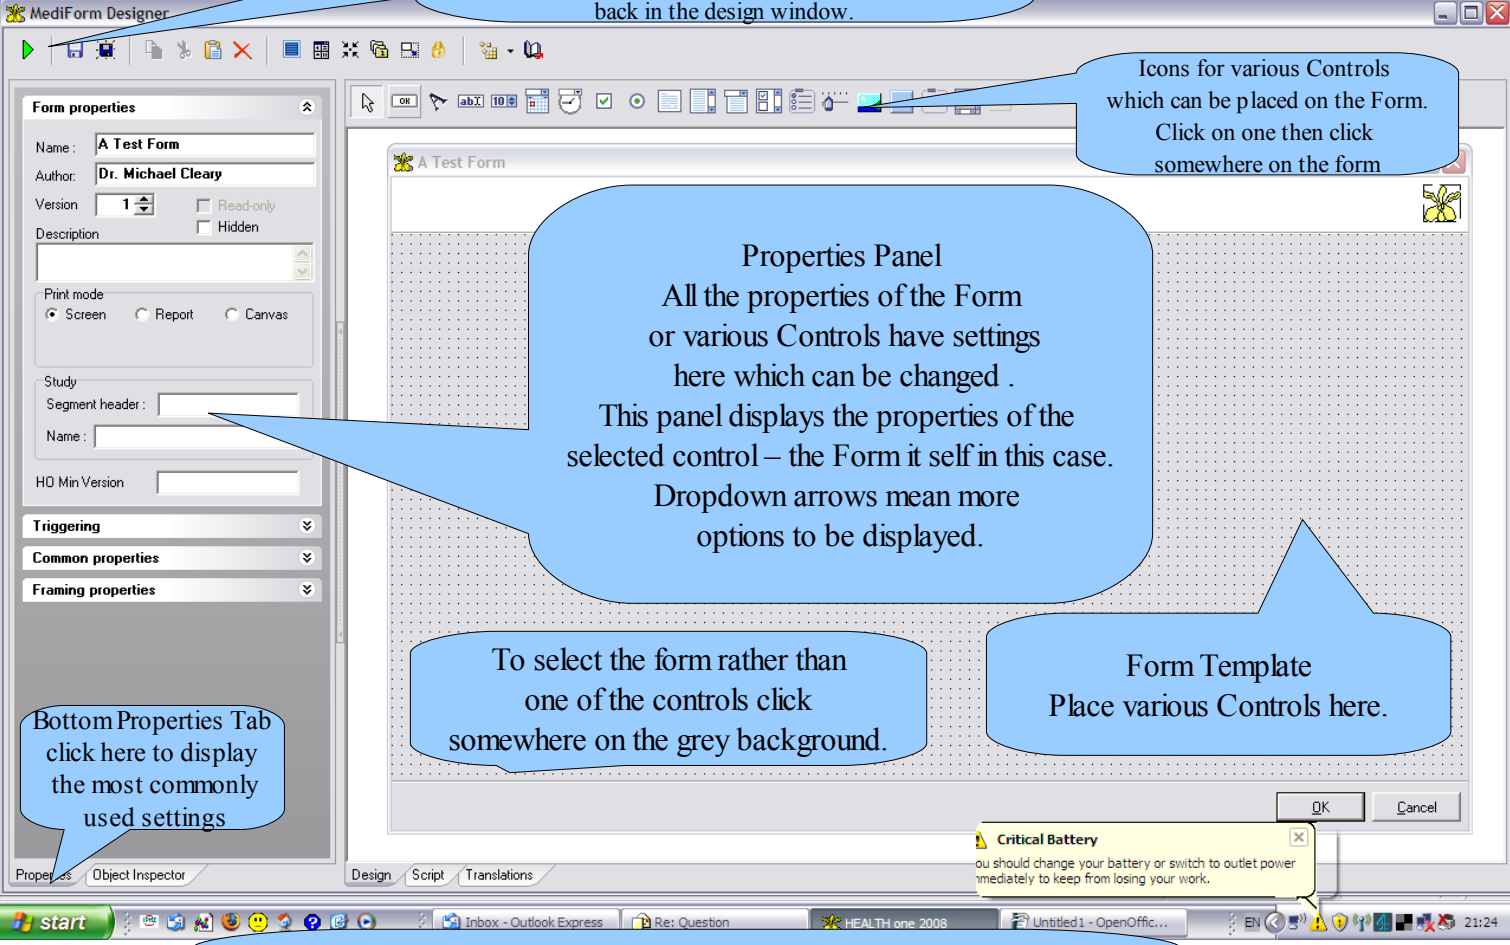 MediForm Designer
back in the design window.
Icons for various Controls
which can be placed on the Form.
Click on one then click
somewhere on the form
OK
abI
10
Form properties
Name :
A Test Form
Author:
Dr. Michael Cleary
Version
1
Read-only
Hidden
Description
Print mode
Screen
Report
Canvas
Study
Segment header :
Name :
HO Min Version
Triggering
Common properties
Framing properties
A Test Form
Properties Panel
All the properties of the Form
or various Controls have settings
here which can be changed .
This panel displays the properties of the
selected control – the Form it self in this case.
Dropdown arrows mean more
options to be displayed.
To select the form rather than
one of the controls click
somewhere on the grey background.
Form Template
Place various Controls here.
Bottom Properties Tab
click here to display
the most commonly
used settings
OK
Cancel
Critical Battery
ou should change your battery or switch to outlet power
mmediately to keep from losing your work.
Properties
Object Inspector
Design
Script
Translations
start
Inbox - Outlook Express
Re: Question
HEALTH one 2008
Untitled1 - OpenOffic...
EN
21:24